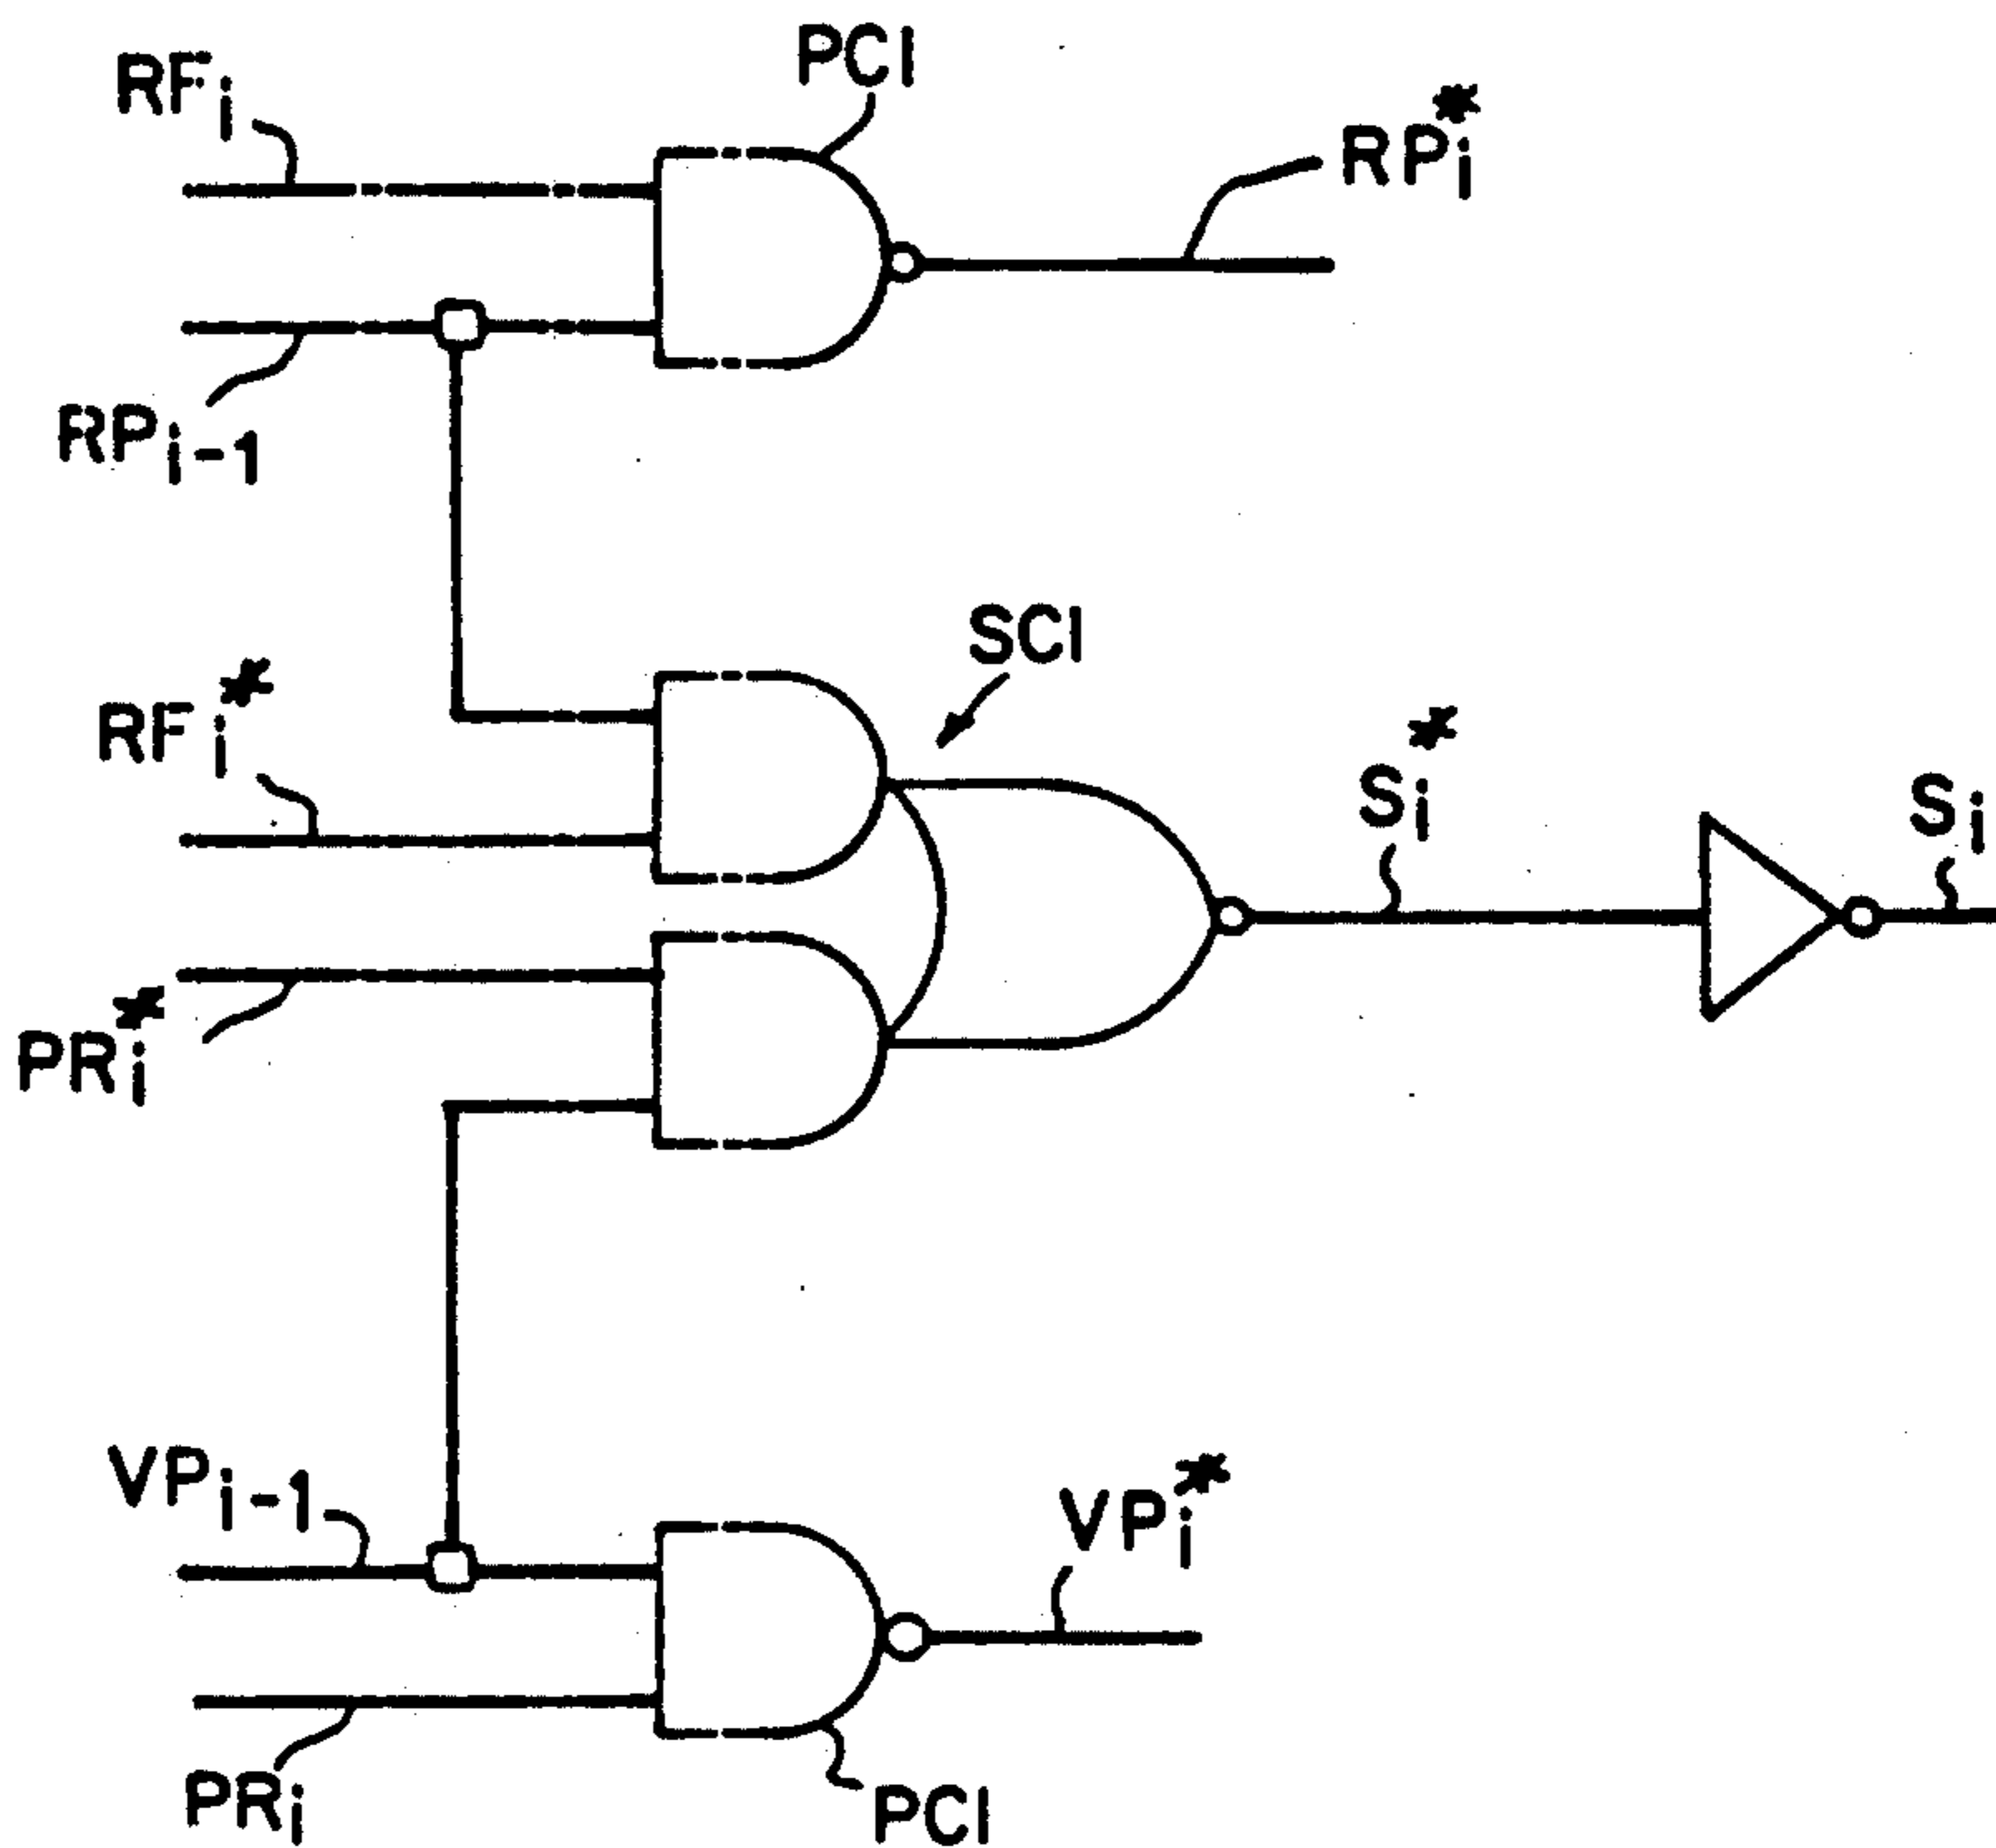 RFi
PCI
RPi*
RPi-1
SCI
RFi*
Si*
Si
PRi*
VPi-1
VPi*
PRi
PCI